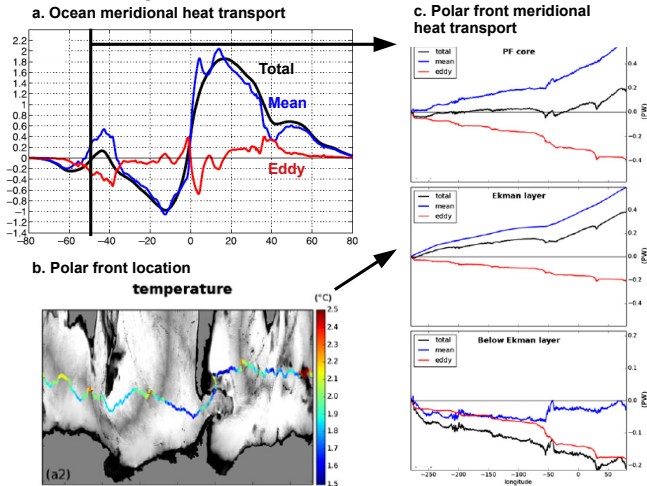 a. Ocean meridional heat transport
2.2
2
1.8
1.6
1.4
1.2
1
0.8
0.6
0.4
0.2
0
−0.2
−0.4
−0.6
−0.8
−1
−1.2
−1.4
−80 −60 −40 −20 0 20 40 60 80
Total
Mean
Eddy
b. Polar front location
temperature
(°C)
2.5
2.4
2.3
2.2
2.1
2.0
1.9
1.8
1.7
1.6
1.5
(a2)
c. Polar front meridional
heat transport
PF core
total
mean
eddy
0.4
0.2
0.0
−0.2
−0.4
(PW)
Ekman layer
total
mean
eddy
0.4
0.2
0.0
−0.2
−0.4
(PW)
Below Ekman layer
total
mean
eddy
0.2
0.1
0.0
−0.1
−0.2
(PW)
−250 −200 −150 −100 −50 0 50
longitude